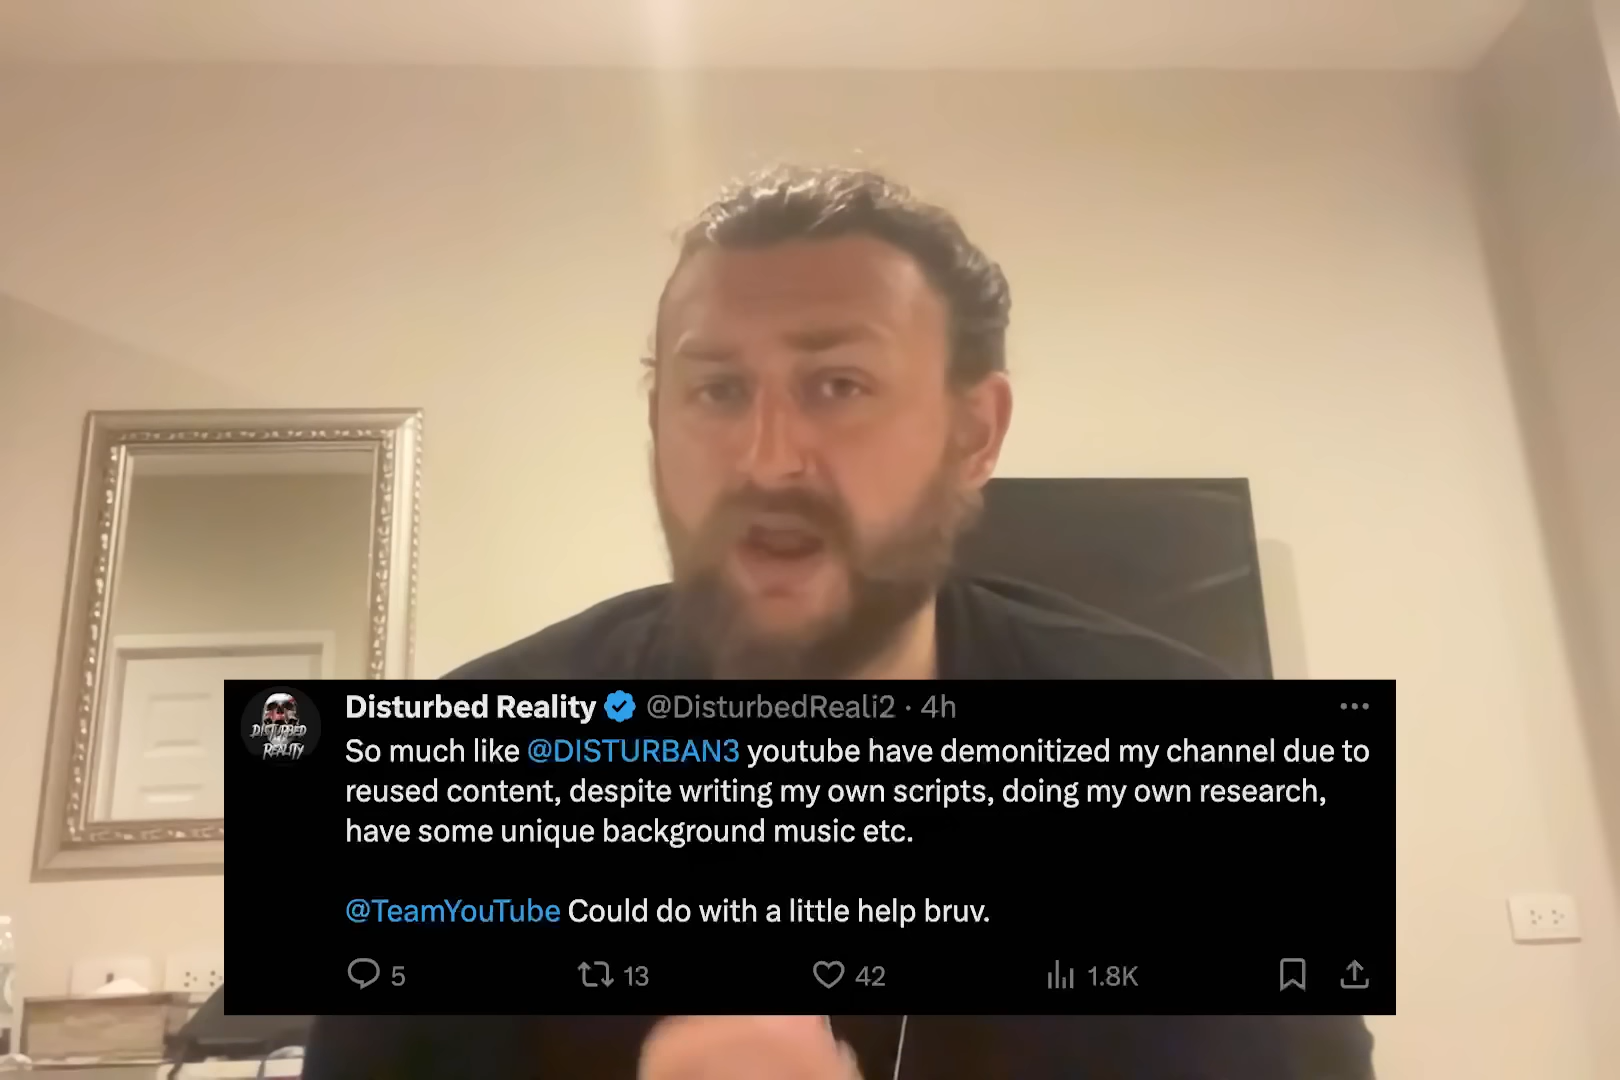 DISTURBED
REALITY
Disturbed Reality @DisturbedReali2 · 4h
So much like @DISTURBAN3 youtube have demonitized my channel due to
reused content, despite writing my own scripts, doing my own research,
have some unique background music etc.
@TeamYouTube Could do with a little help bruv.
5 13 42 1.8K